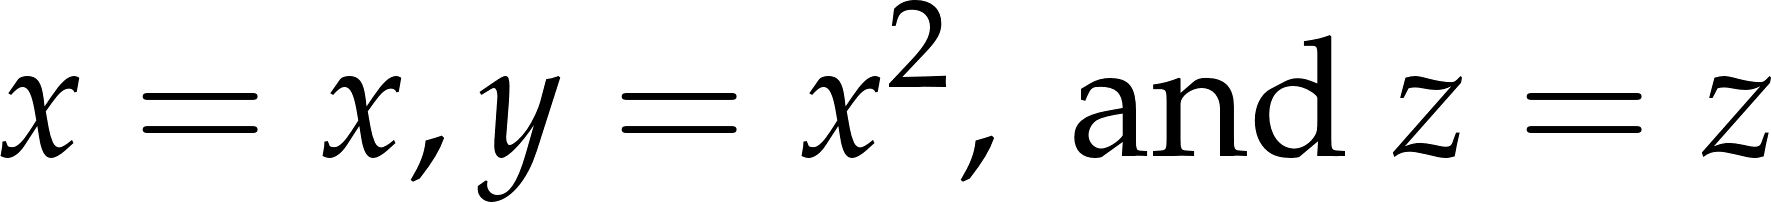 x = x, y = x², and z = z